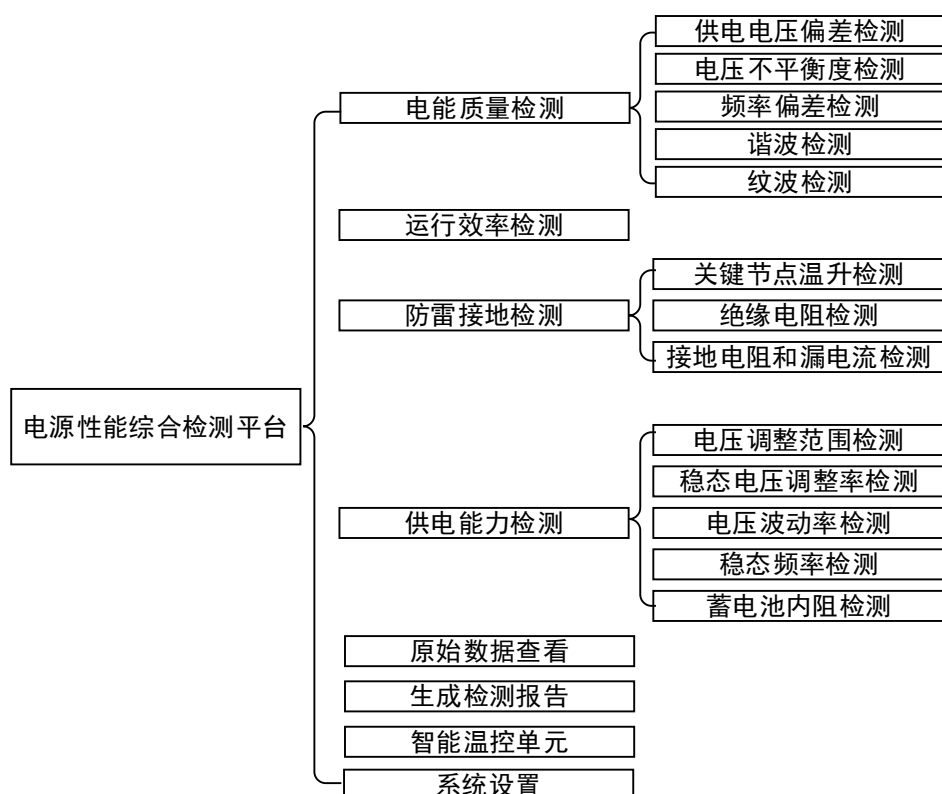 电源性能综合检测平台
电能质量检测
供电电压偏差检测
电压不平衡度检测
频率偏差检测
谐波检测
纹波检测
运行效率检测
防雷接地检测
关键节点温升检测
绝缘电阻检测
接地电阻和漏电流检测
供电能力检测
电压调整范围检测
稳态电压调整率检测
电压波动率检测
稳态频率检测
蓄电池内阻检测
原始数据查看
生成检测报告
智能温控单元
系统设置